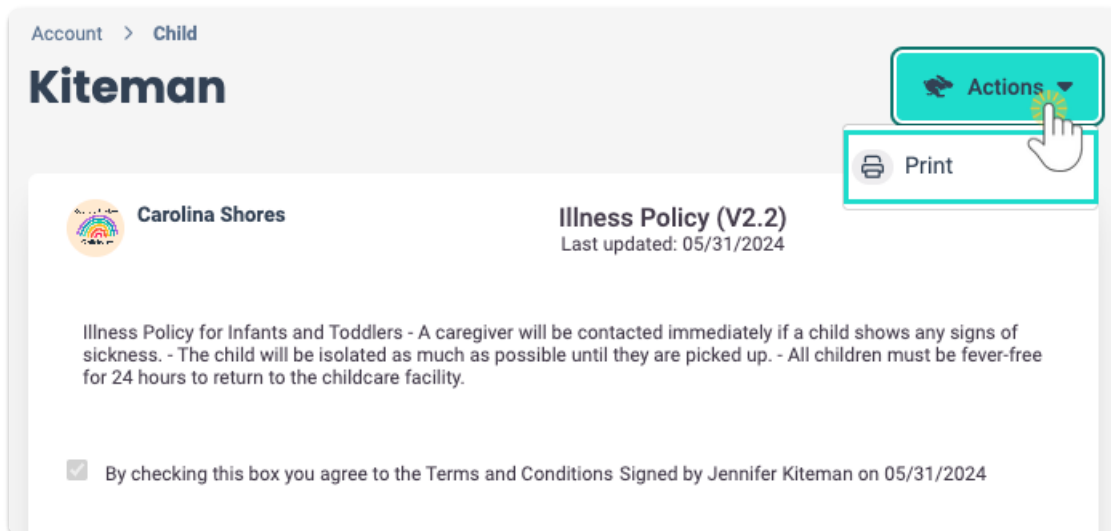 Account > Child
Kiteman
Actions
Print
Carolina Shores
Illness Policy (V2.2)
Last updated: 05/31/2024
Illness Policy for Infants and Toddlers - A caregiver will be contacted immediately if a child shows any signs of
sickness. - The child will be isolated as much as possible until they are picked up. - All children must be fever-free
for 24 hours to return to the childcare facility.
By checking this box you agree to the Terms and Conditions Signed by Jennifer Kiteman on 05/31/2024